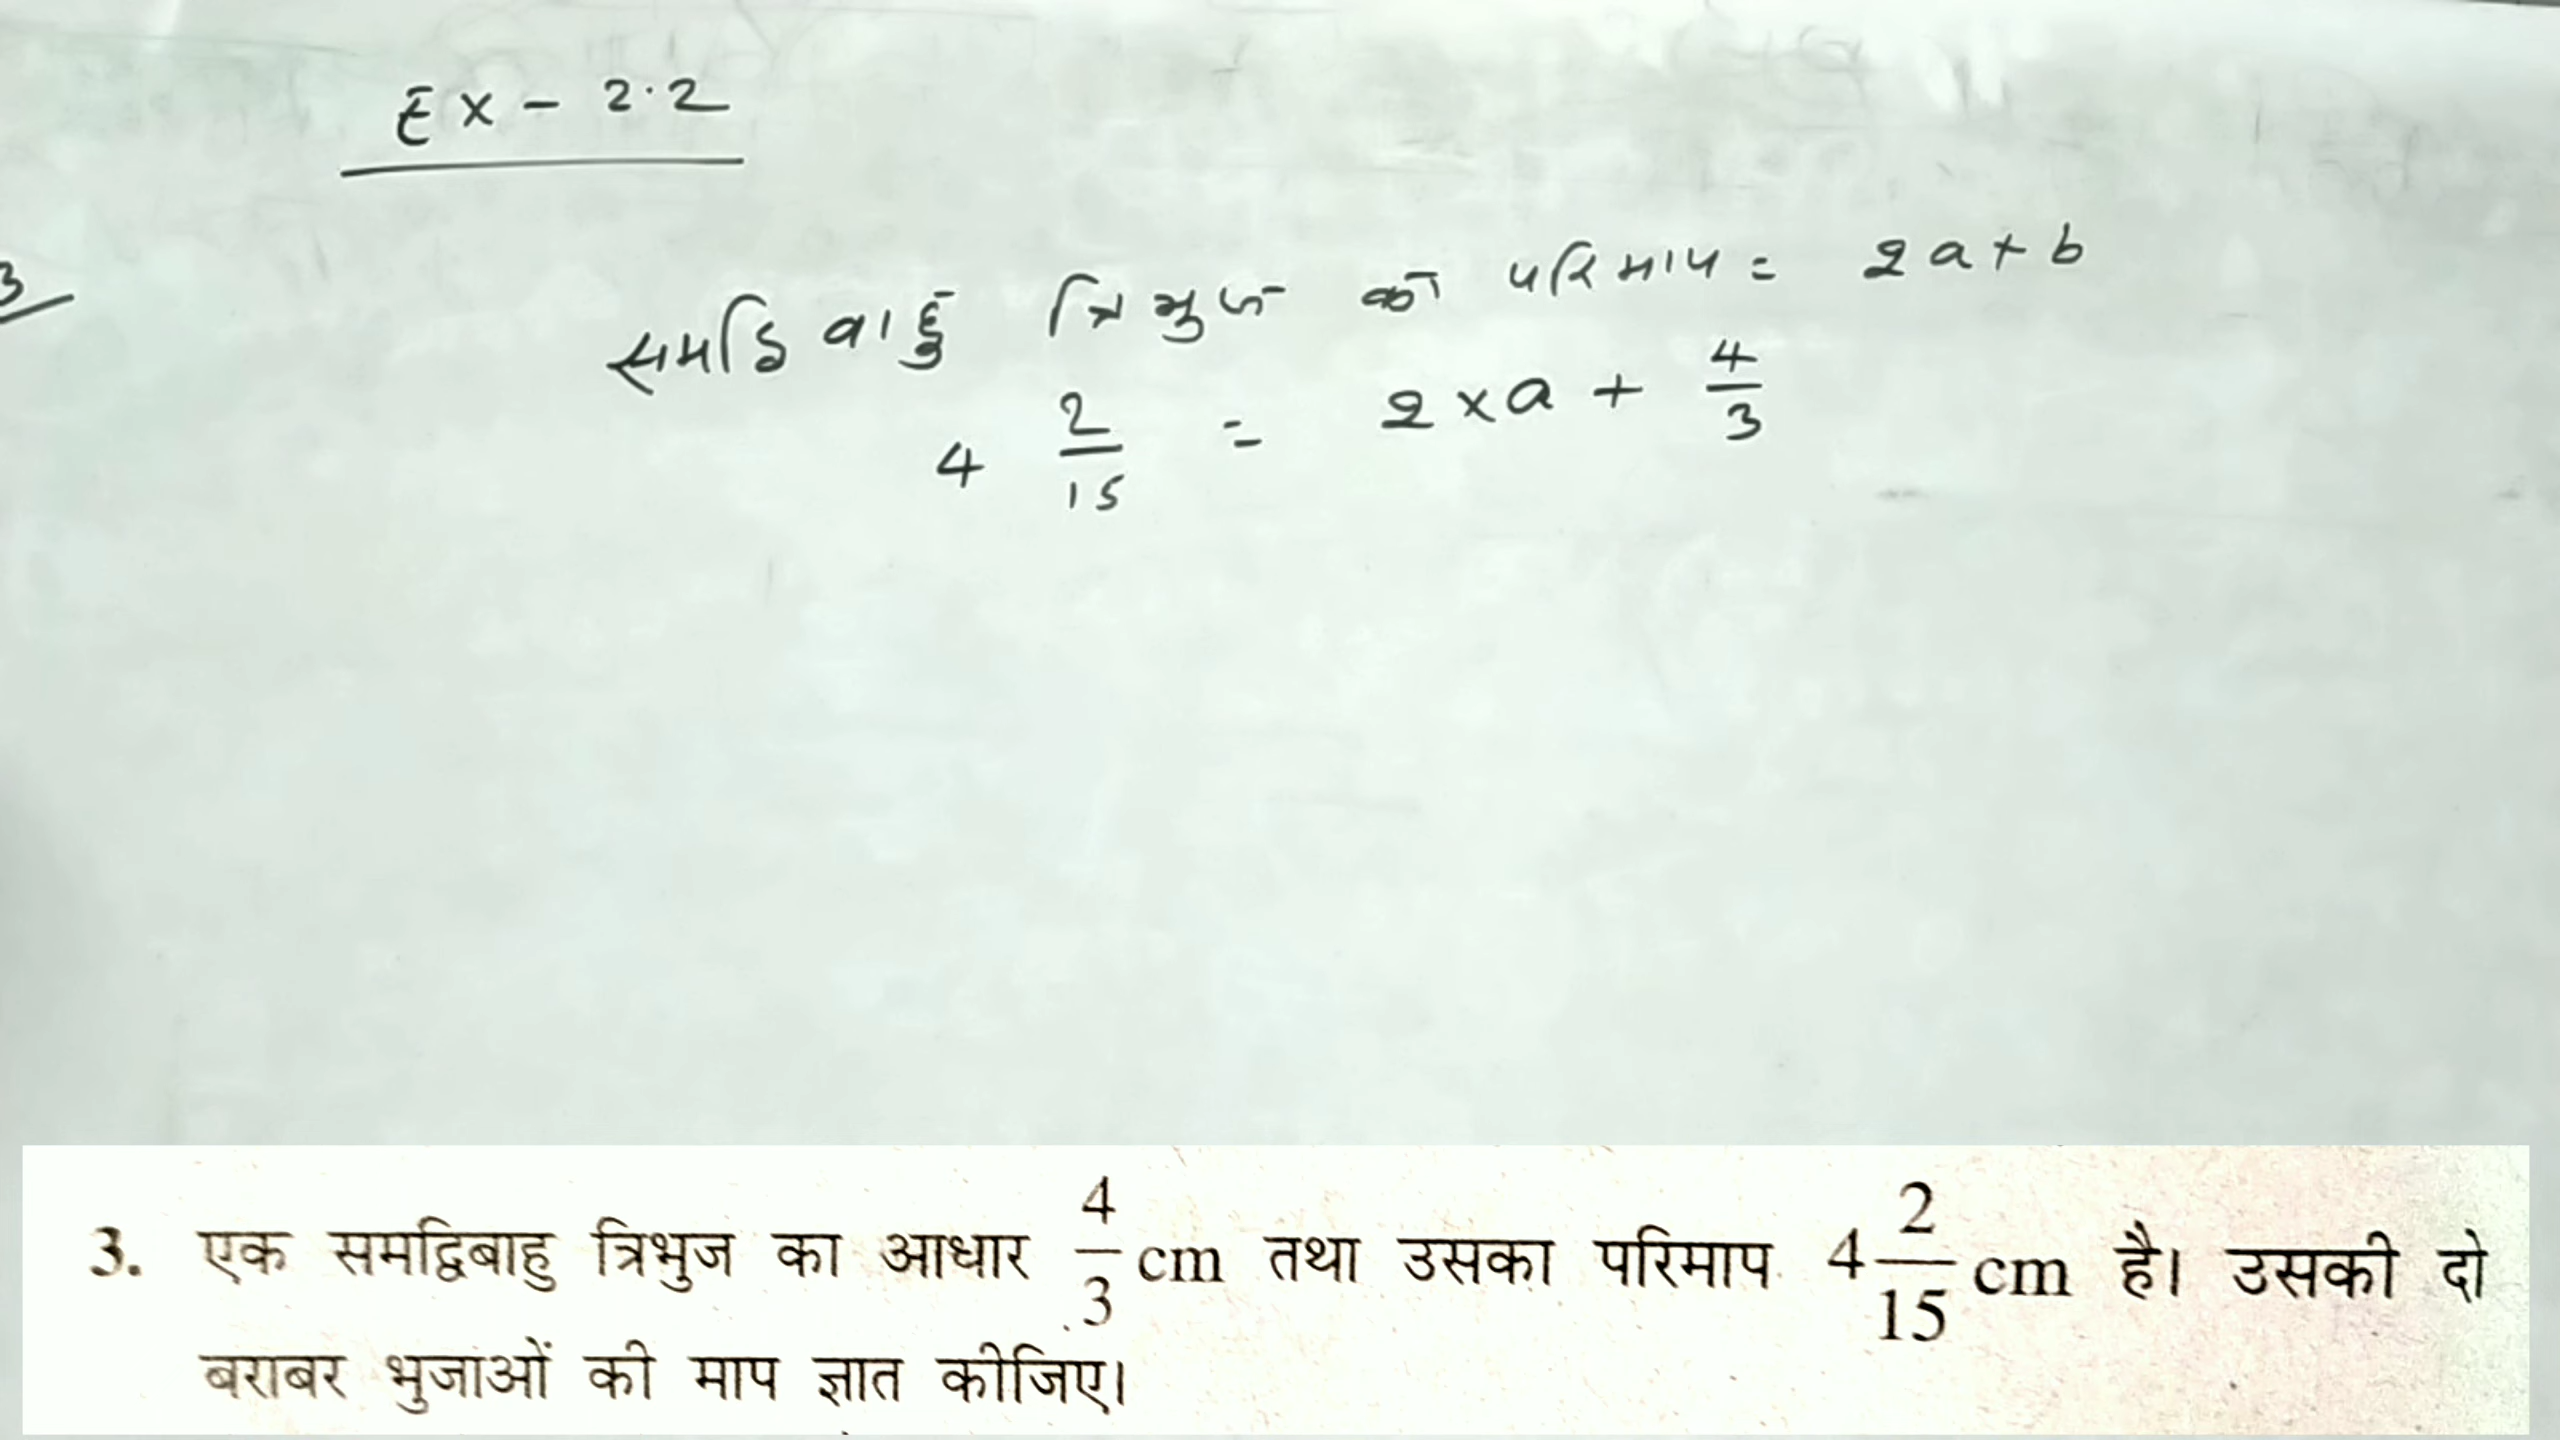 Ex - 2.2
3
समद्विबाहु त्रिभुज का परिमाप = 2a + b
4 2/15 = 2 × a + 4/3
3. एक समद्विबाहु त्रिभुज का आधार 4/3 cm तथा उसका परिमाप 4 2/15 cm है। उसकी दो
बराबर भुजाओं की माप ज्ञात कीजिए।